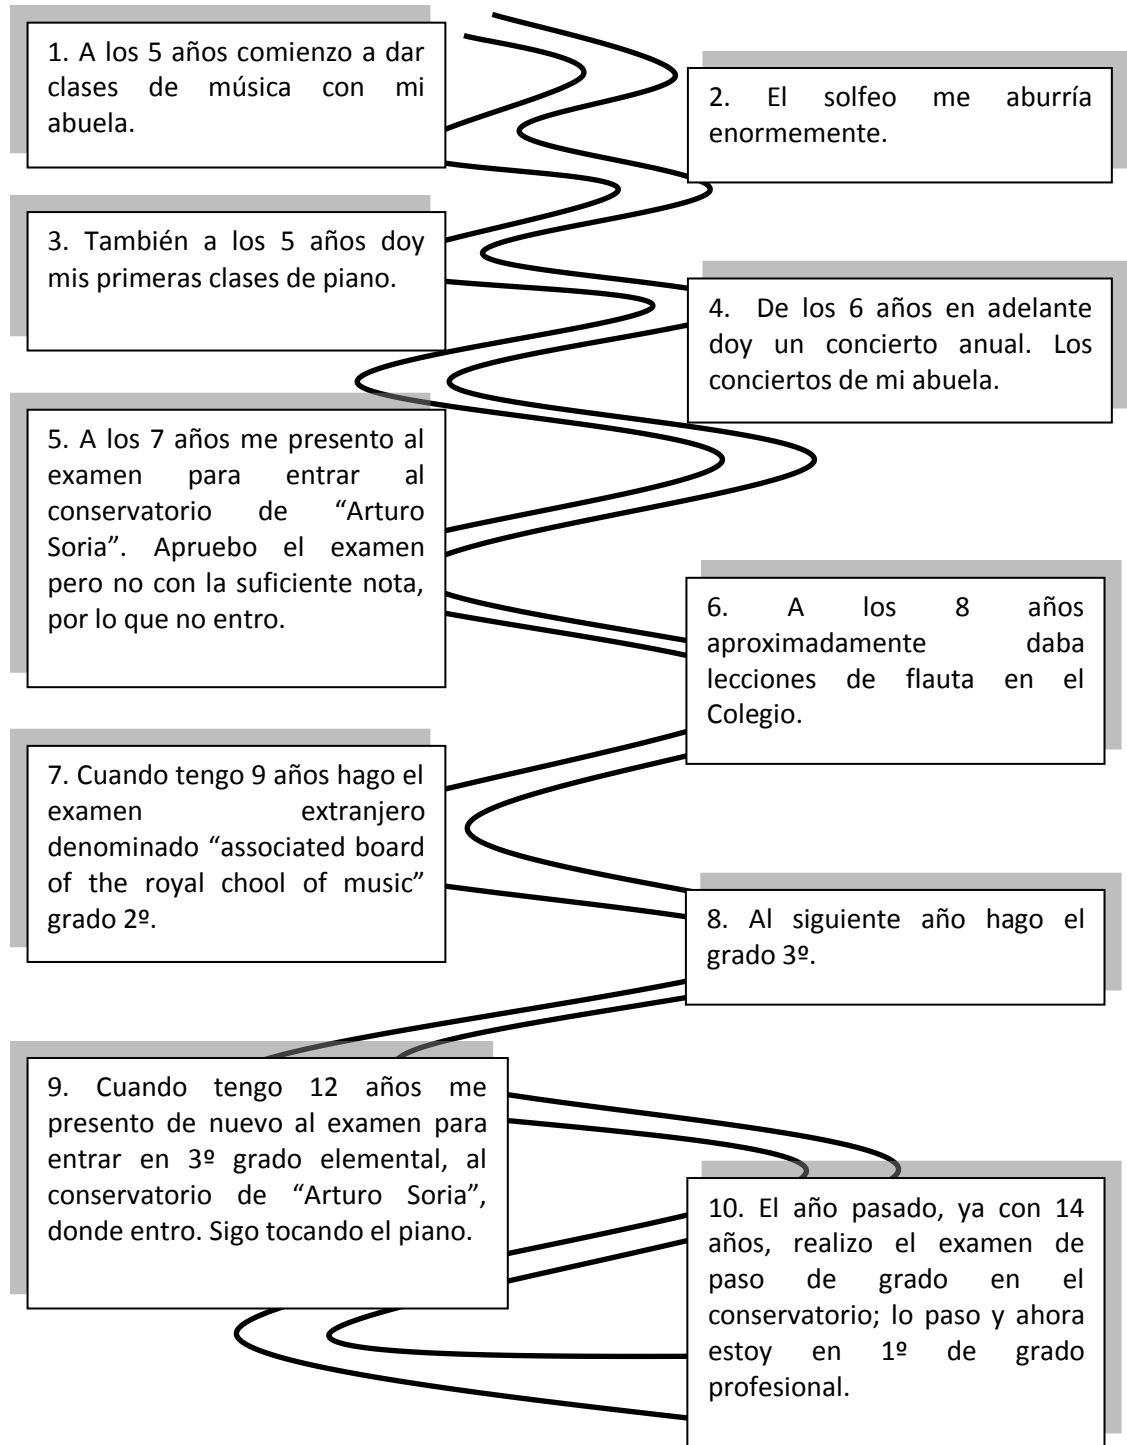 1. A los 5 años comienzo a dar
clases de música con mi
abuela.
2. El solfeo me aburría
enormemente.
3. También a los 5 años doy
mis primeras clases de piano.
4. De los 6 años en adelante
doy un concierto anual. Los
conciertos de mi abuela.
5. A los 7 años me presento al
examen para entrar al
conservatorio de “Arturo
Soria”. Apruebo el examen
pero no con la suficiente nota,
por lo que no entro.
6. A los 8 años
aproximadamente daba
lecciones de flauta en el
Colegio.
7. Cuando tengo 9 años hago el
examen extranjero
denominado “associated board
of the royal chool of music”
grado 2º.
8. Al siguiente año hago el
grado 3º.
9. Cuando tengo 12 años me
presento de nuevo al examen para
entrar en 3º grado elemental, al
conservatorio de “Arturo Soria”,
donde entro. Sigo tocando el piano.
10. El año pasado, ya con 14
años, realizo el examen de
paso de grado en el
conservatorio; lo paso y ahora
estoy en 1º de grado
profesional.